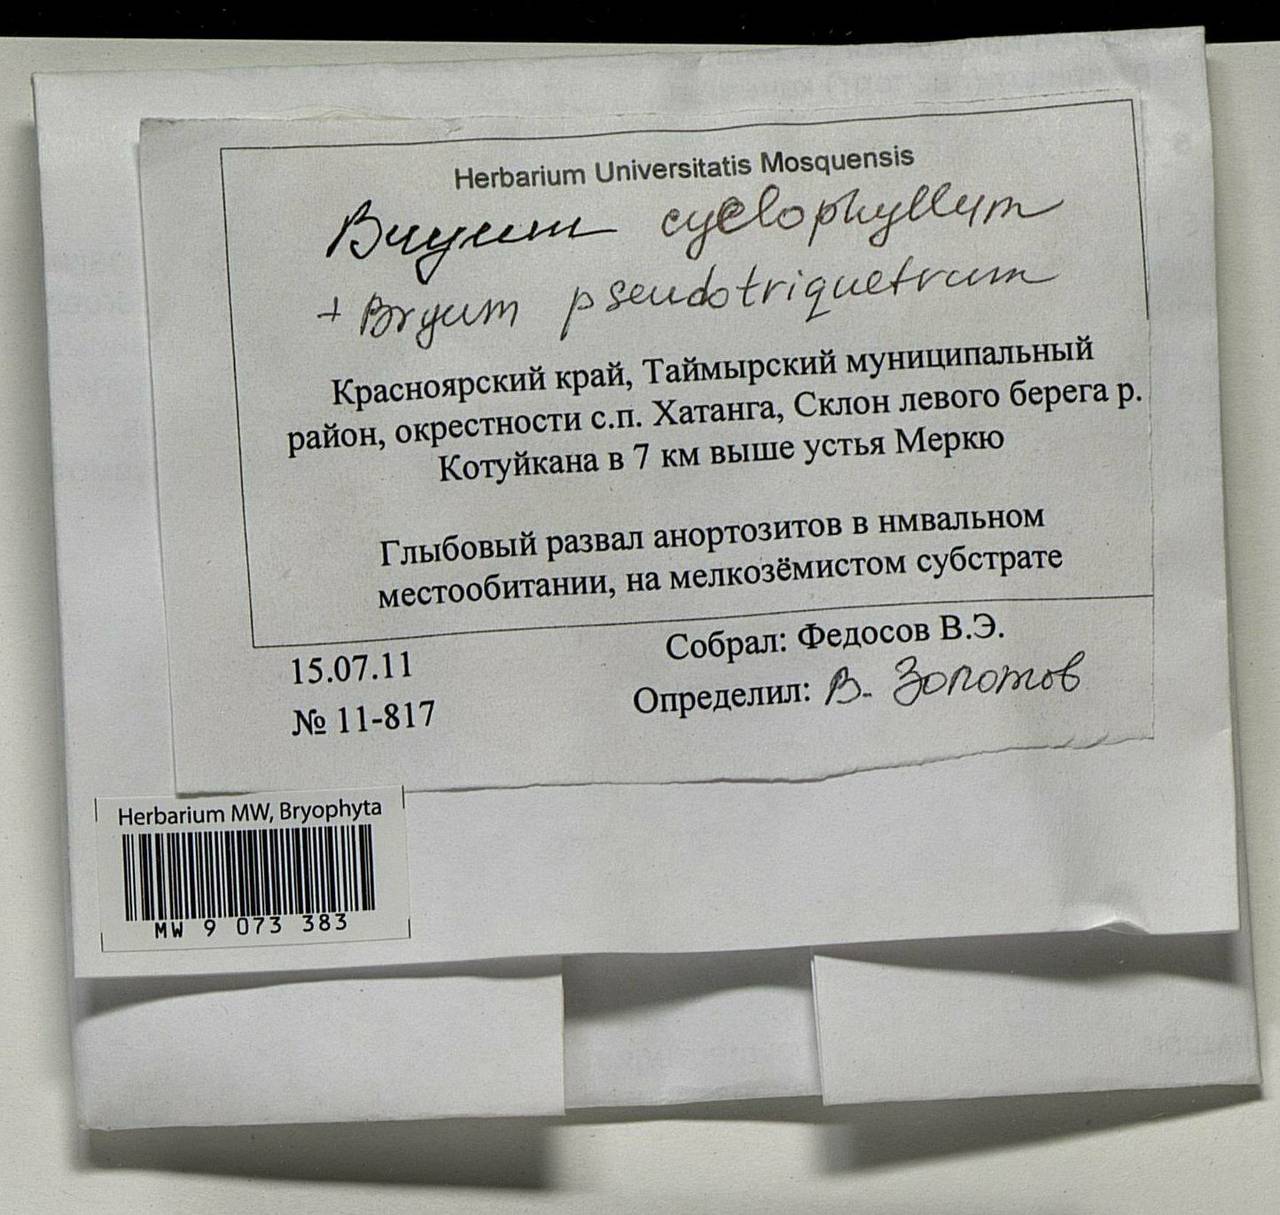 Herbarium Universitatis Mosquensis
Bryum cyclophyllum
+ Bryum pseudotriquetrum
Красноярский край, Таймырский муниципальный
район, окрестности с.п. Хатанга, Склон левого берега р.
Котуйкана в 7 км выше устья Меркю
Глыбовый развал анортозитов в нмвальном
местообитании, на мелкозёмистом субстрате
15.07.11
Собрал: Федосов В.Э.
№ 11-817
Определил: В. Золотов
Herbarium MW, Bryophyta
MW 9 073 383